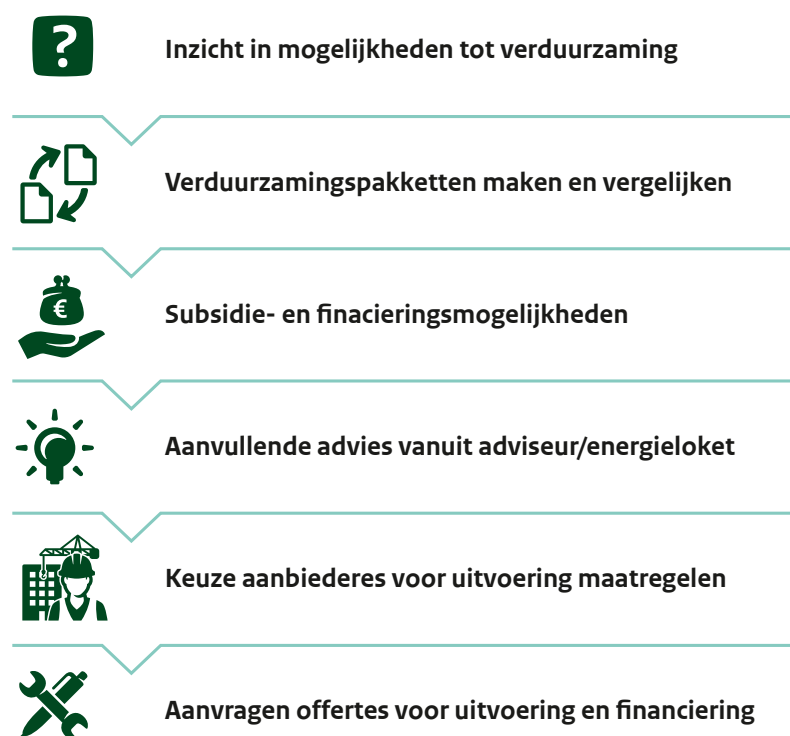 ?
Inzicht in mogelijkheden tot verduurzaming
Verduurzamingspakketten maken en vergelijken
€
Subsidie- en finacieringsmogelijkheden
Aanvullende advies vanuit adviseur/energieloket
Keuze aanbiederes voor uitvoering maatregelen
Aanvragen offertes voor uitvoering en financiering